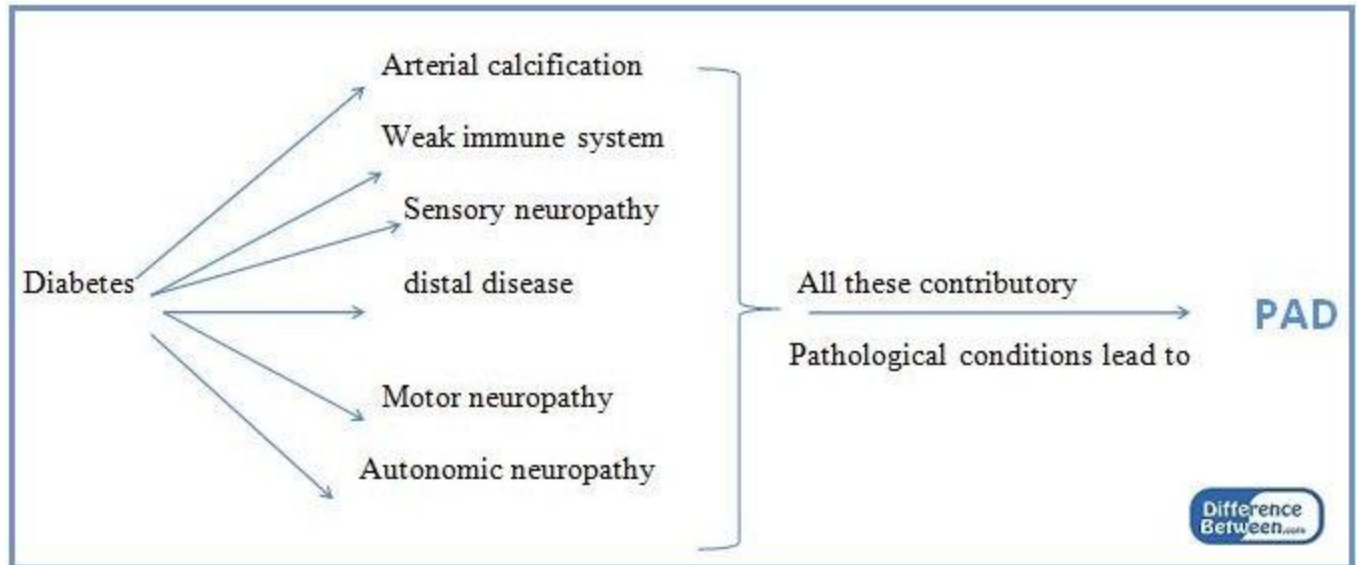 Arterial calcification
Weak immune system
Sensory neuropathy
Diabetes
distal disease
Motor neuropathy
Autonomic neuropathy
All these contributory
Pathological conditions lead to
PAD
Difference
Between.com